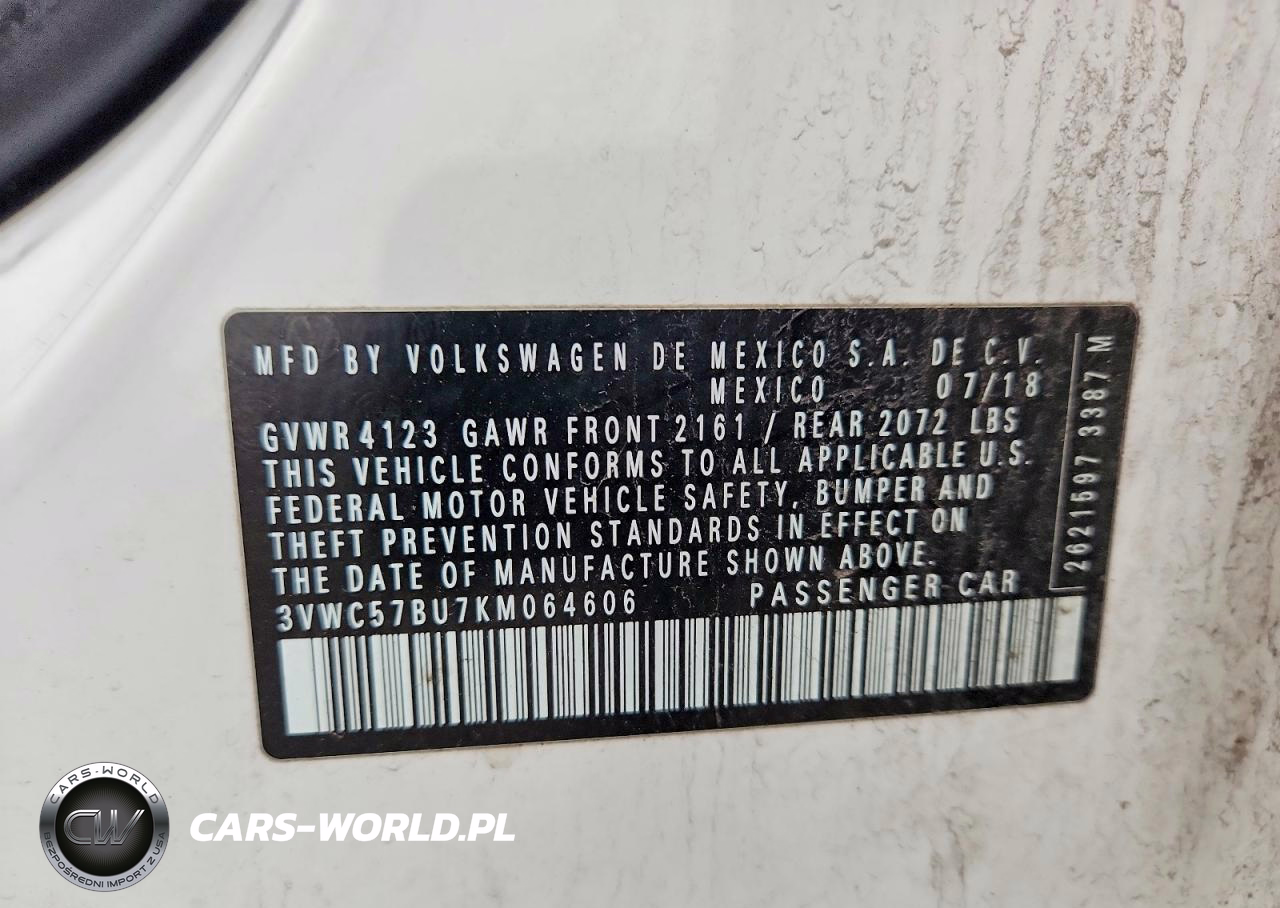 MFD BY VOLKSWAGEN DE MEXICO S.A. DE C.V.
MEXICO 07/18
GVWR 4123 GAWR FRONT 2161 / REAR 2072 LBS
THIS VEHICLE CONFORMS TO ALL APPLICABLE U.S.
FEDERAL MOTOR VEHICLE SAFETY, BUMPER AND
THEFT PREVENTION STANDARDS IN EFFECT ON
THE DATE OF MANUFACTURE SHOWN ABOVE.
3VWC57BU7KM064606 PASSENGER CAR
2621597 3387 M
CARS-WORLD
CW
BEZPOŚREDNI IMPORT Z USA
CARS-WORLD.PL